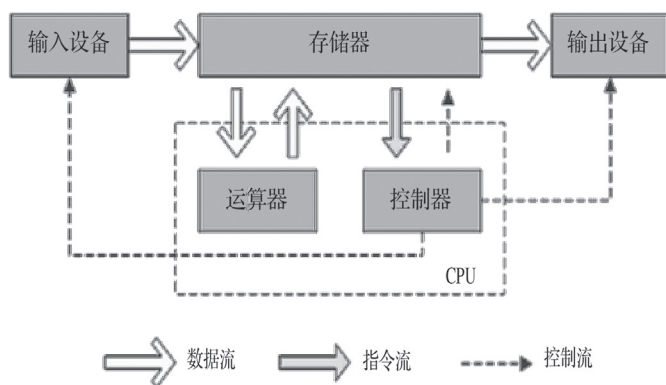 输入设备
存储器
输出设备
运算器
控制器
CPU
数据流
指令流
控制流